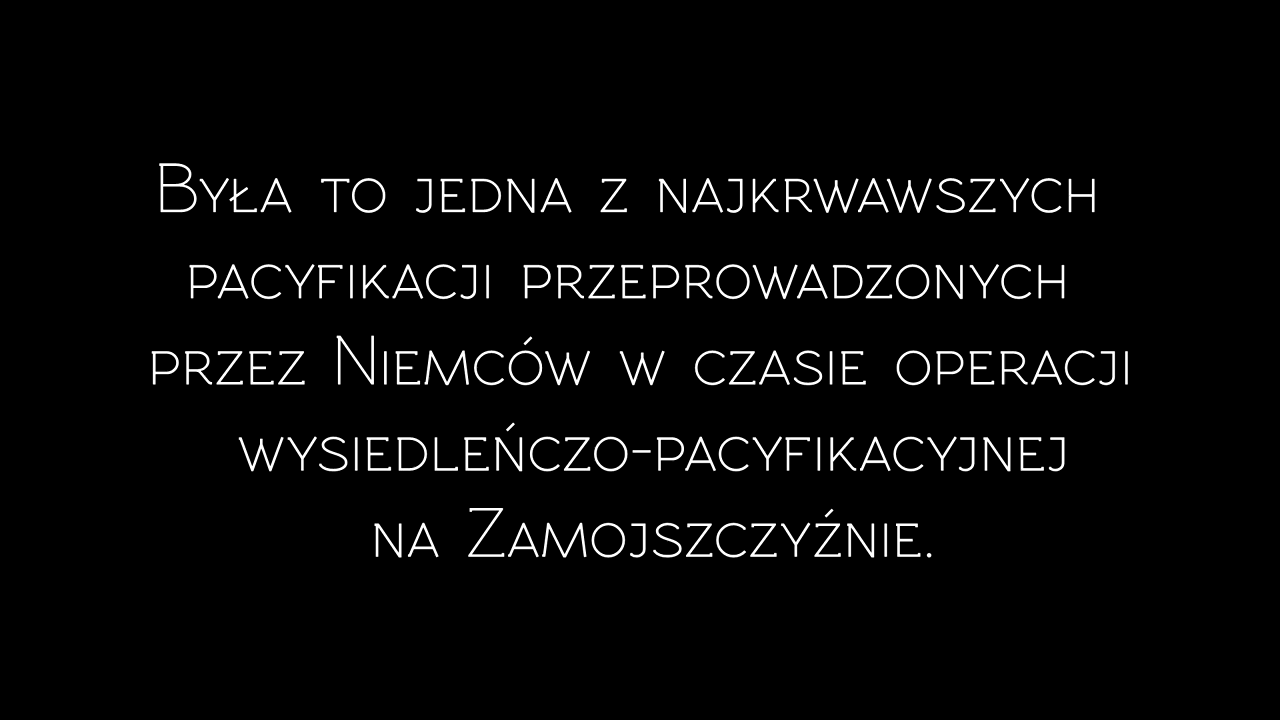 Była to jedna z najkrwawszych
pacyfikacji przeprowadzonych
przez Niemców w czasie operacji
wysiedleńczo-pacyfikacyjnej
na Zamojszczyźnie.